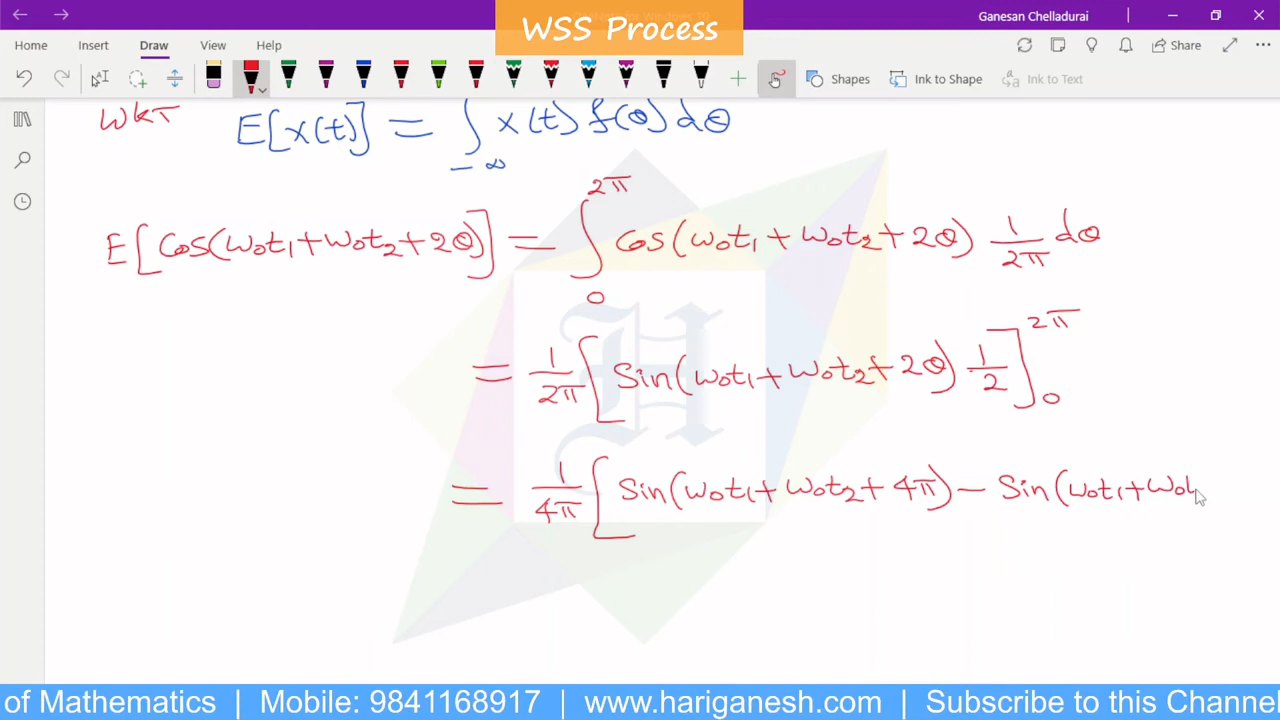 WSS Process
Ganesan Chelladurai
Home Insert Draw View Help
Share
Shapes Ink to Shape Ink to Text
WKT E[x(t)] = ∫ x(t) f(θ) dθ
-∞
E[Cos(ω₀t₁+ω₀t₂+2θ)] = ∫₀^2π Cos(ω₀t₁+ω₀t₂+2θ) 1/2π dθ
= 1/2π [Sin(ω₀t₁+ω₀t₂+2θ) 1/2]₀^2π
= 1/4π [Sin(ω₀t₁+ω₀t₂+4π) - Sin(ω₀t₁+ω₀t
of Mathematics | Mobile: 9841168917 | www.hariganesh.com | Subscribe to this Channel